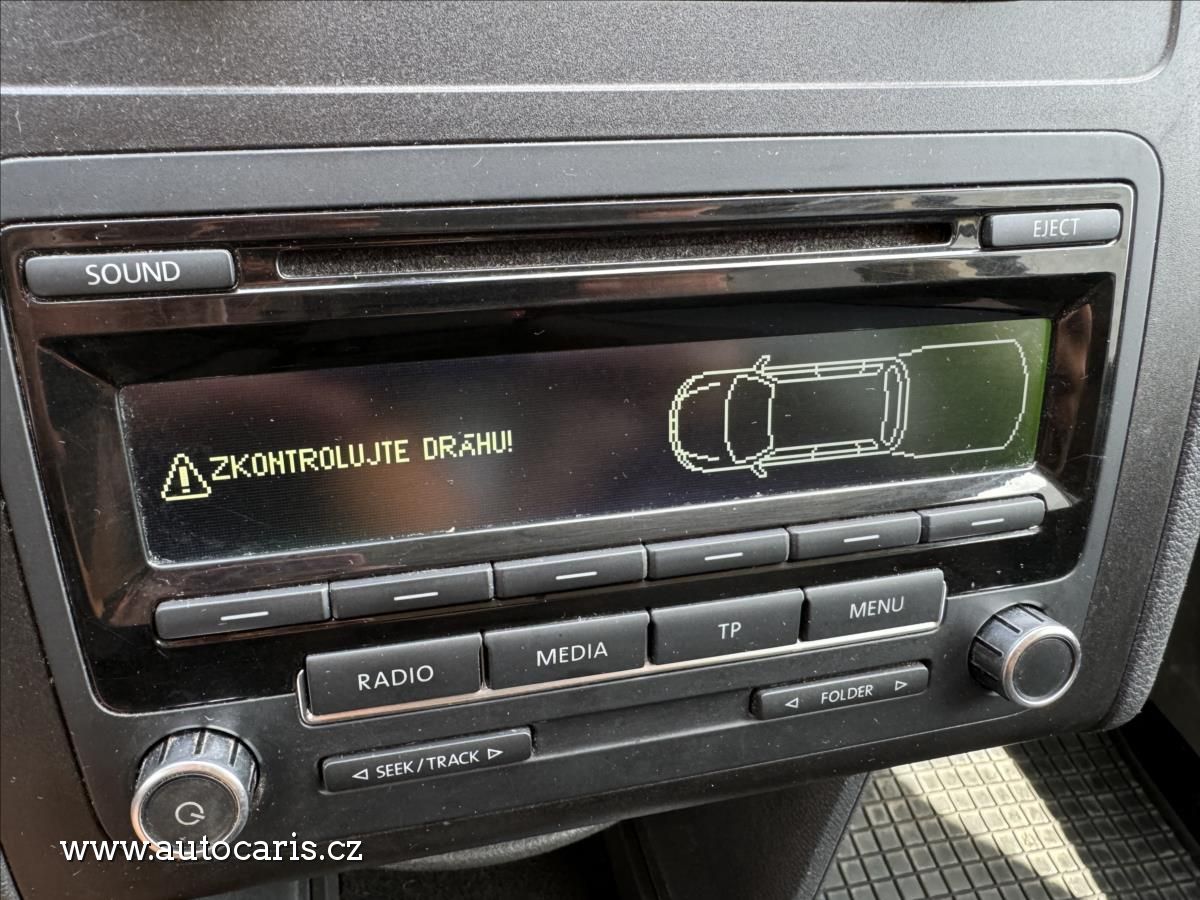 EJECT
SOUND
ZKONTROLUJTE DRÁHU!
RADIO
MEDIA
TP
MENU
SEEK / TRACK
FOLDER
www.autocaris.cz